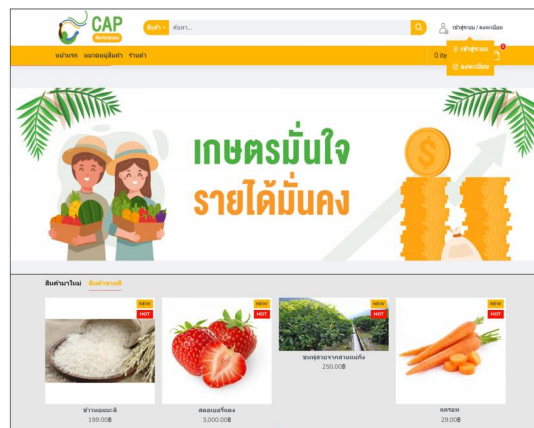 CAP
Marketplace
สินค้า
ค้นหา...
เข้าสู่ระบบ / ลงทะเบียน
หน้าแรก หมวดหมู่สินค้า ร้านค้า
0
0 ite
เข้าสู่ระบบ
ลงทะเบียน
เกษตรมั่นใจ
รายได้มั่นคง
สินค้ามาใหม่ สินค้าขายดี
NEW
HOT
NEW
HOT
NEW
HOT
NEW
HOT
ข้าวหอมมะลิ
199.00฿
สตอเบอรี่แดง
3,000.00฿
250.00฿
แครอท
29.00฿